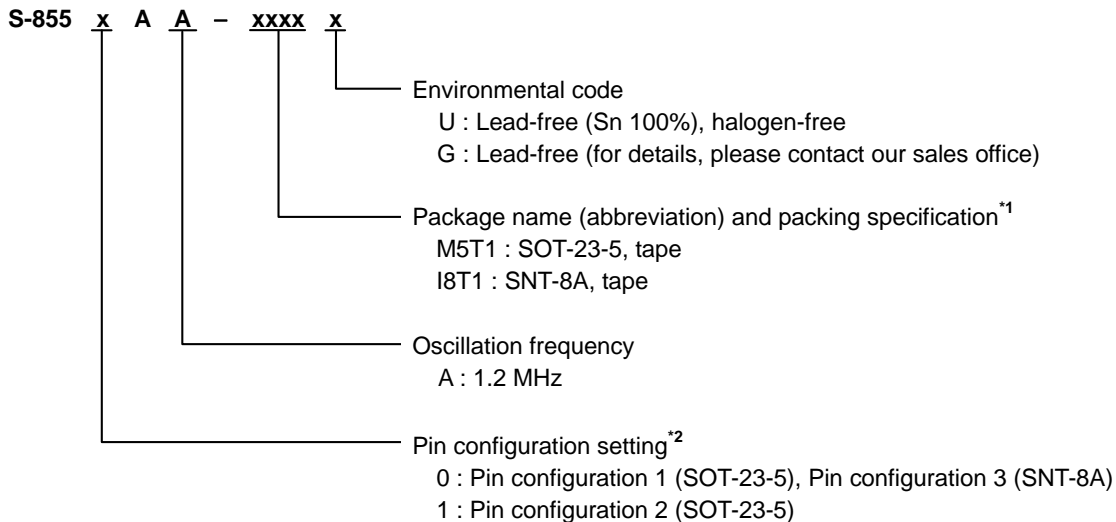 S-855 x A A – xxxx x
Environmental code
U : Lead-free (Sn 100%), halogen-free
G : Lead-free (for details, please contact our sales office)
Package name (abbreviation) and packing specification*1
M5T1 : SOT-23-5, tape
I8T1 : SNT-8A, tape
Oscillation frequency
A : 1.2 MHz
Pin configuration setting*2
0 : Pin configuration 1 (SOT-23-5), Pin configuration 3 (SNT-8A)
1 : Pin configuration 2 (SOT-23-5)